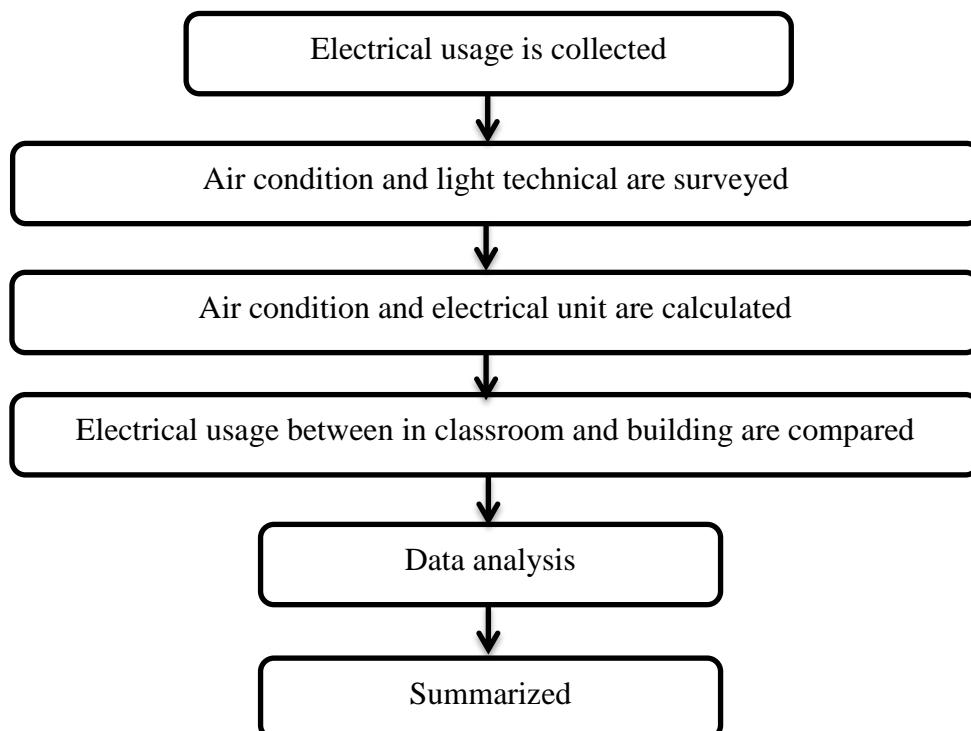 Electrical usage is collected
Air condition and light technical are surveyed
Air condition and electrical unit are calculated
Electrical usage between in classroom and building are compared
Data analysis
Summarized